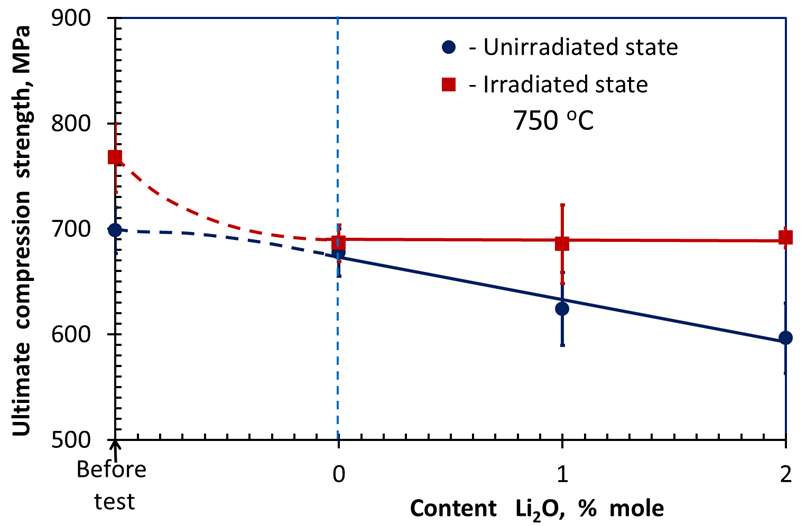 900
800
700
600
500
Ultimate compression strength, MPa
- Unirradiated state
- Irradiated state
750 ºC
Before
test
0
1
2
Content Li₂O, % mole